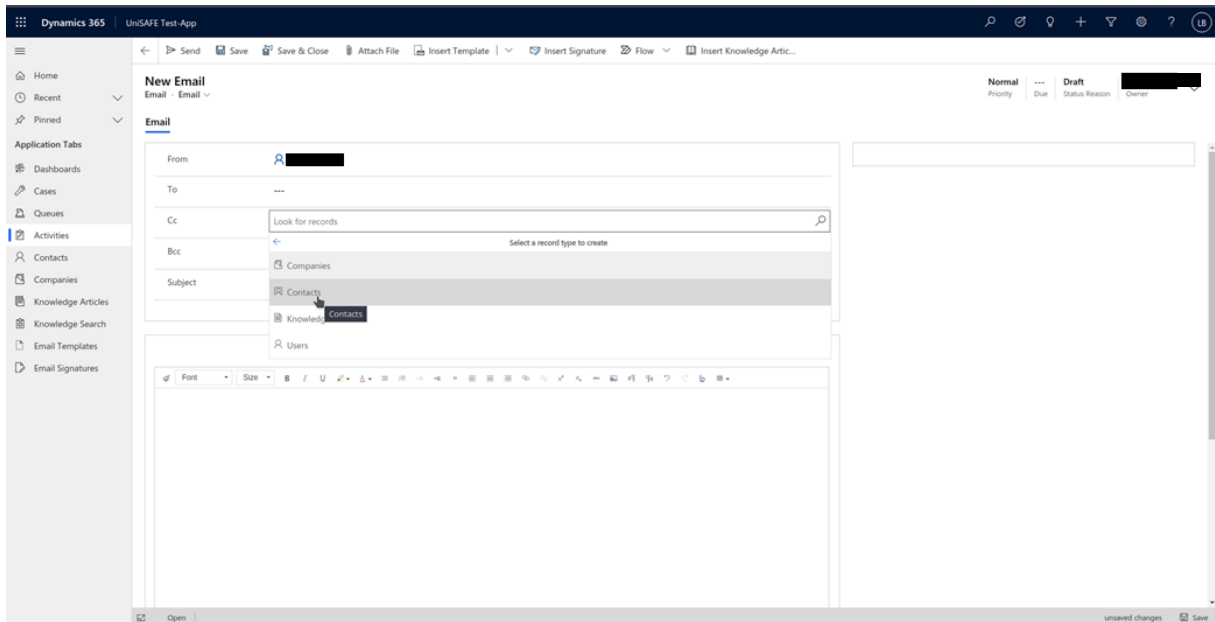 Dynamics 365 UniSAFE Test-App LB
Send Save Save & Close Attach File Insert Template Insert Signature Flow Insert Knowledge Artic...
Home
Recent
Pinned
Application Tabs
Dashboards
Cases
Queues
Activities
Contacts
Companies
Knowledge Articles
Knowledge Search
Email Templates
Email Signatures
New Email
Email · Email
Normal
Priority
---
Due
Draft
Status Reason
Owner
Email
From
To ---
Cc Look for records
Select a record type to create
Bcc
Companies
Subject
Contacts
Contacts
Knowledg
Users
Font Size B I U
Open unsaved changes Save